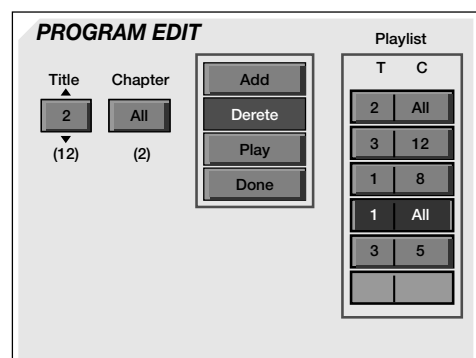 PROGRAM EDIT
Playlist
Title Chapter
T C
2 All
(12) (2)
Add
Derete
Play
Done
2 All
3 12
1 8
1 All
3 5